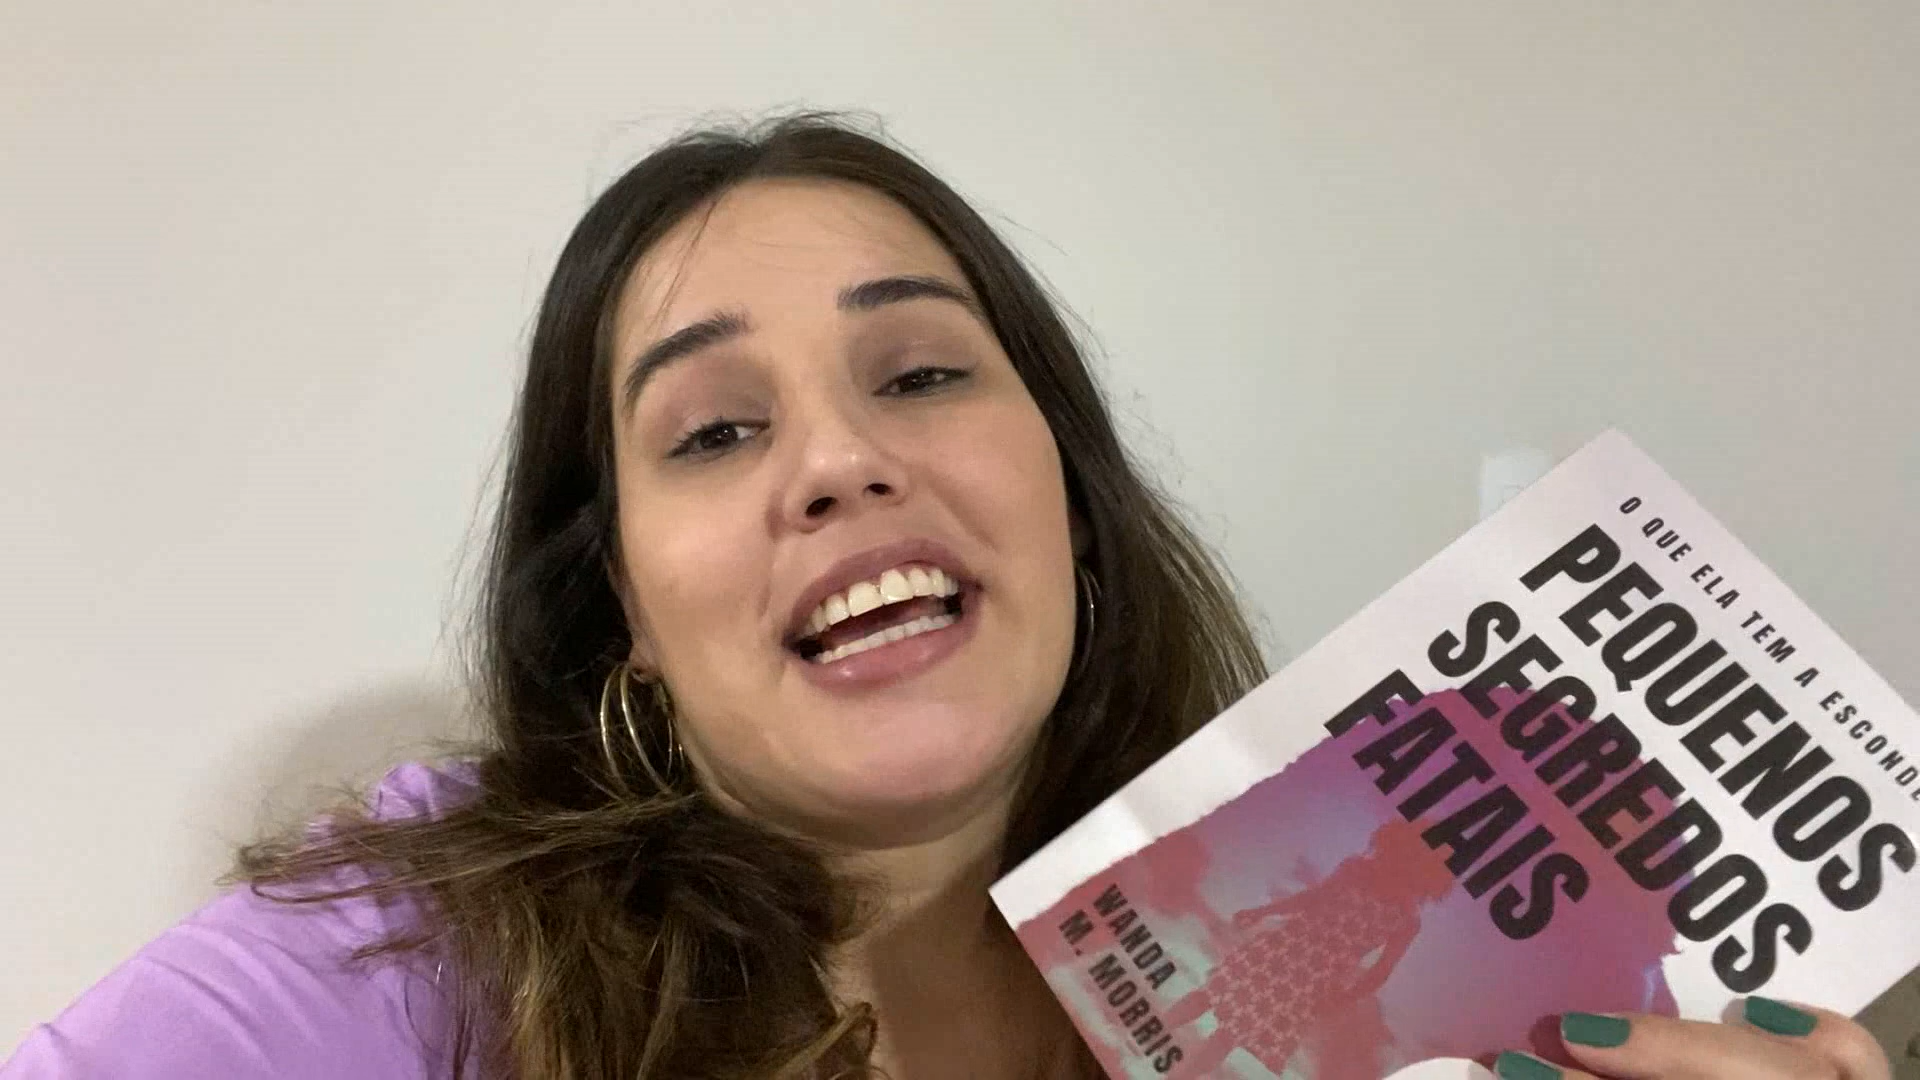 O QUE ELA TEM A ESCONDE
PEQUENOS
SEGREDOS
FATAIS
WANDA
M. MORRIS